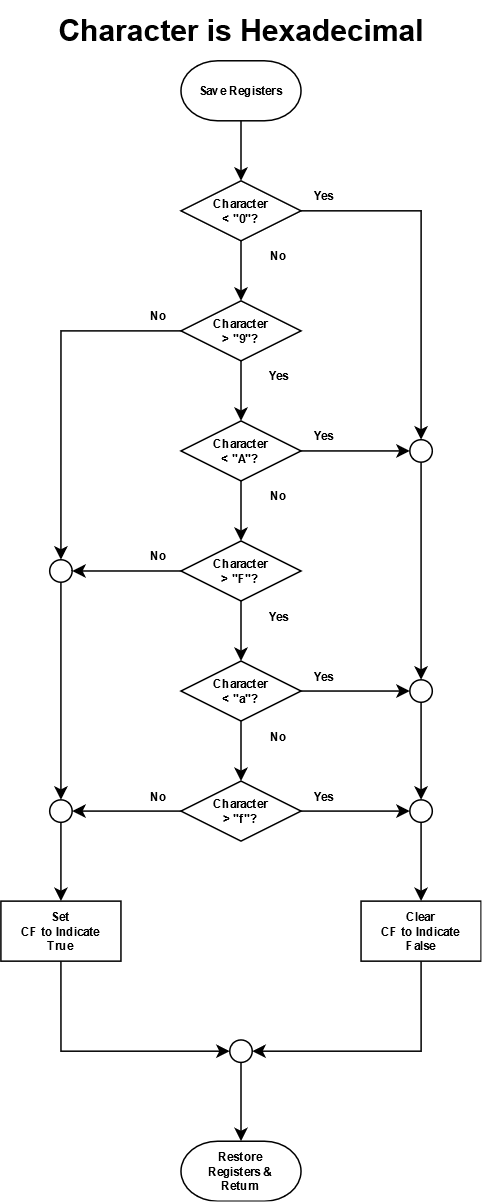 Character is Hexadecimal
Save Registers
Character
< "0"?
Yes
No
Character
> "9"?
No
Yes
Character
< "A"?
Yes
No
Character
> "F"?
No
Yes
Character
< "a"?
Yes
No
Character
> "f"?
No
Yes
Set
CF to Indicate
True
Clear
CF to Indicate
False
Restore
Registers &
Return